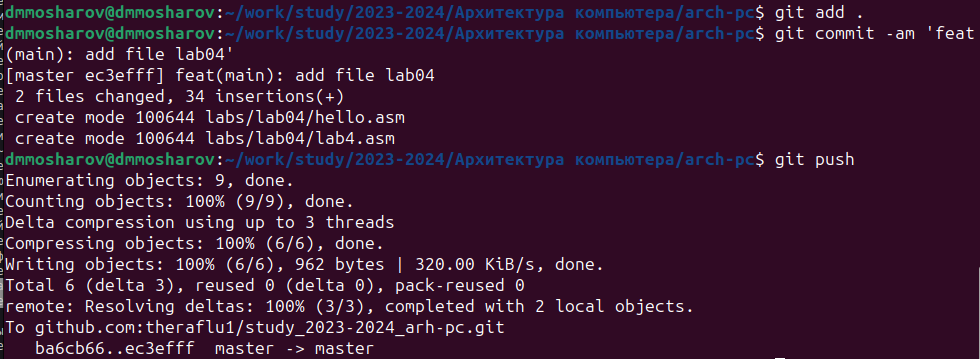 dmmosharov@dmmosharov:~/work/study/2023-2024/Архитектура компьютера/arch-pc$ git add .
dmmosharov@dmmosharov:~/work/study/2023-2024/Архитектура компьютера/arch-pc$ git commit -am 'feat
(main): add file lab04'
[master ec3efff] feat(main): add file lab04
 2 files changed, 34 insertions(+)
 create mode 100644 labs/lab04/hello.asm
 create mode 100644 labs/lab04/lab4.asm
dmmosharov@dmmosharov:~/work/study/2023-2024/Архитектура компьютера/arch-pc$ git push
Enumerating objects: 9, done.
Counting objects: 100% (9/9), done.
Delta compression using up to 3 threads
Compressing objects: 100% (6/6), done.
Writing objects: 100% (6/6), 962 bytes | 320.00 KiB/s, done.
Total 6 (delta 3), reused 0 (delta 0), pack-reused 0
remote: Resolving deltas: 100% (3/3), completed with 2 local objects.
To github.com:theraflu1/study_2023-2024_arh-pc.git
   ba6cb66..ec3efff  master -> master